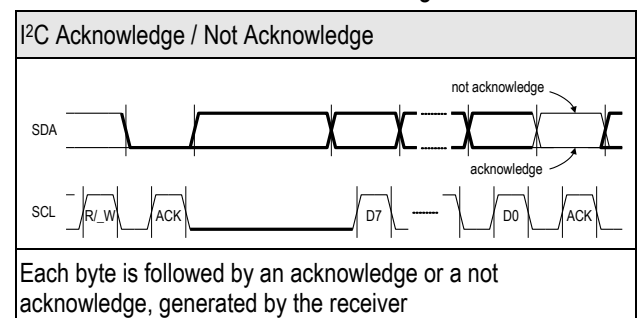 I²C Acknowledge / Not Acknowledge
not acknowledge
SDA
acknowledge
SCL R/_W ACK D7 D0 ACK
Each byte is followed by an acknowledge or a not
acknowledge, generated by the receiver